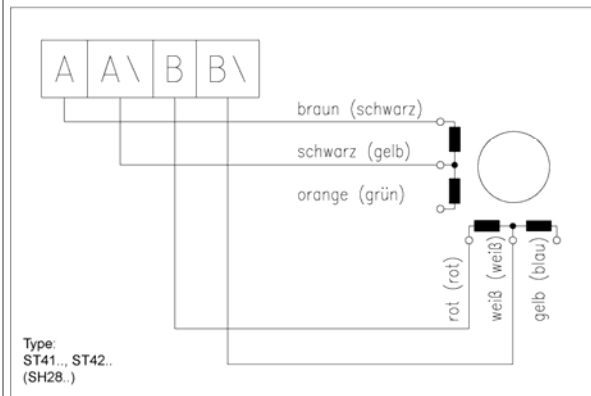 A A\ B B\
braun (schwarz)
schwarz (gelb)
orange (grün)
rot (rot)
weiß (weiß)
gelb (blau)
Type:
ST41.., ST42..
(SH28..)